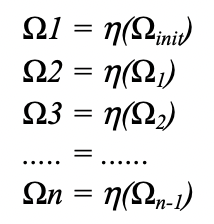 Ω1 = η(Ω_init)
Ω2 = η(Ω_1)
Ω3 = η(Ω_2)
..... = ......
Ωn = η(Ω_n-1)